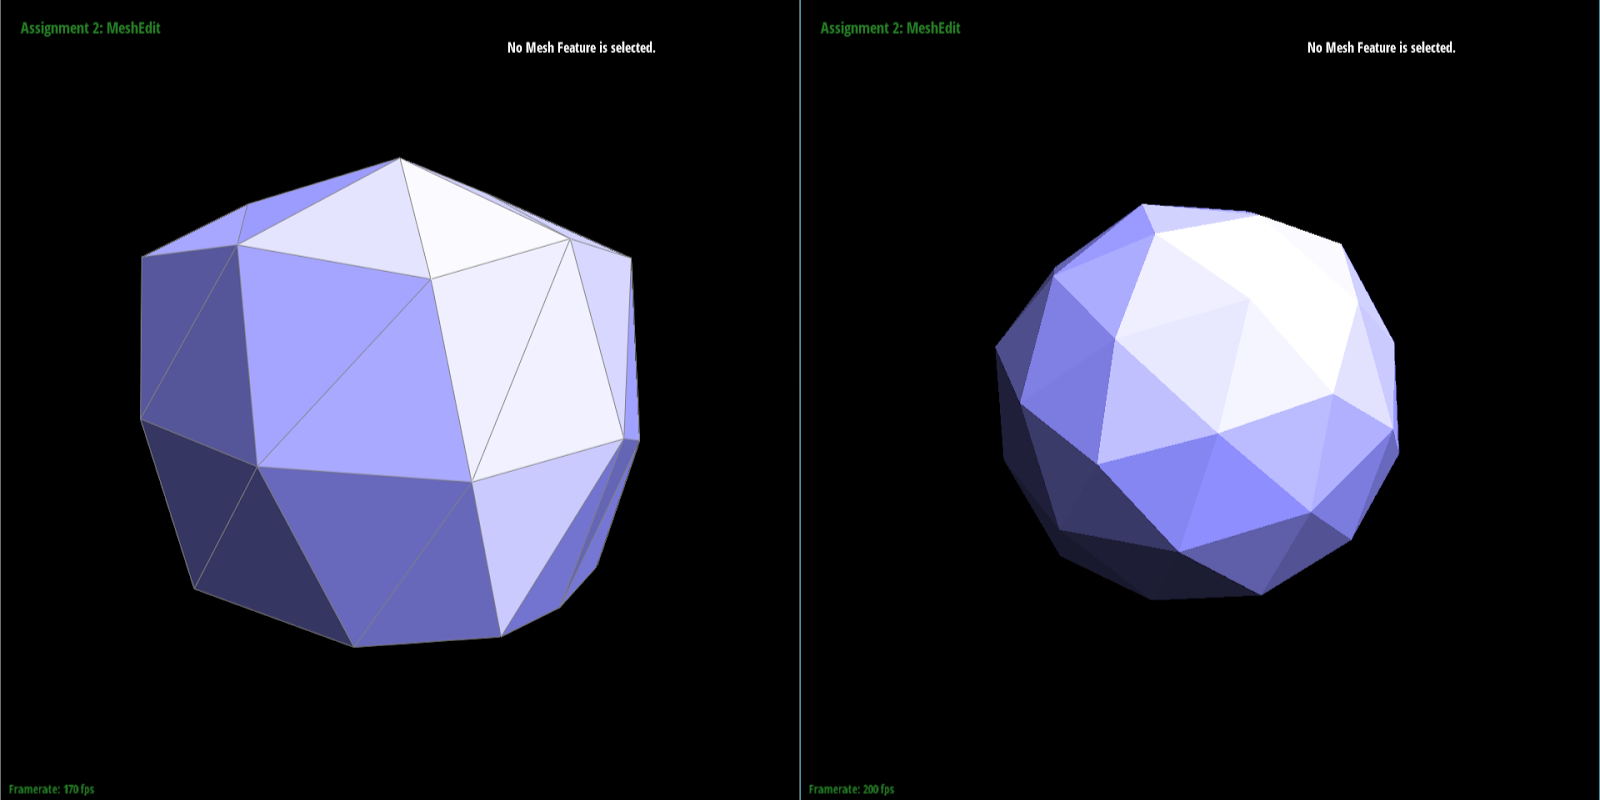 Assignment 2: MeshEdit
No Mesh Feature is selected.
Framerate: 170 fps
Assignment 2: MeshEdit
No Mesh Feature is selected.
Framerate: 200 fps